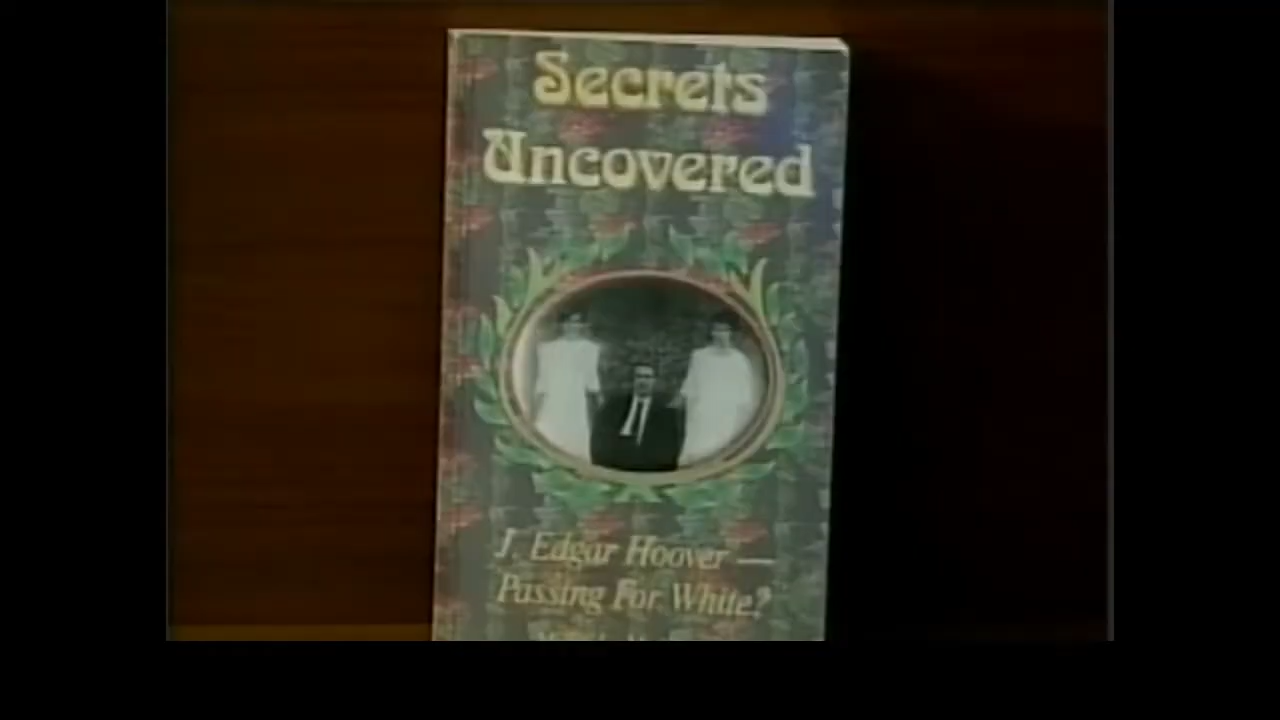 Secrets
Uncovered
J. Edgar Hoover —
Passing For White?